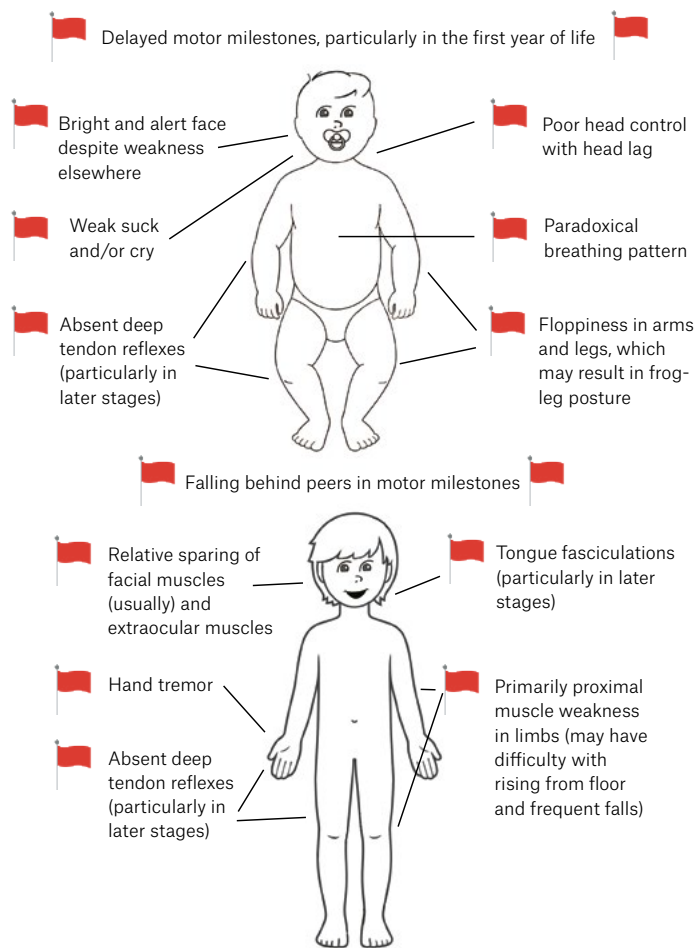 Delayed motor milestones, particularly in the first year of life
Bright and alert face
despite weakness
elsewhere
Poor head control
with head lag
Weak suck
and/or cry
Paradoxical
breathing pattern
Absent deep
tendon reflexes
(particularly in
later stages)
Floppiness in arms
and legs, which
may result in frog-
leg posture
Falling behind peers in motor milestones
Relative sparing of
facial muscles
(usually) and
extraocular muscles
Tongue fasciculations
(particularly in later
stages)
Hand tremor
Absent deep
tendon reflexes
(particularly in
later stages)
Primarily proximal
muscle weakness
in limbs (may have
difficulty with
rising from floor
and frequent falls)